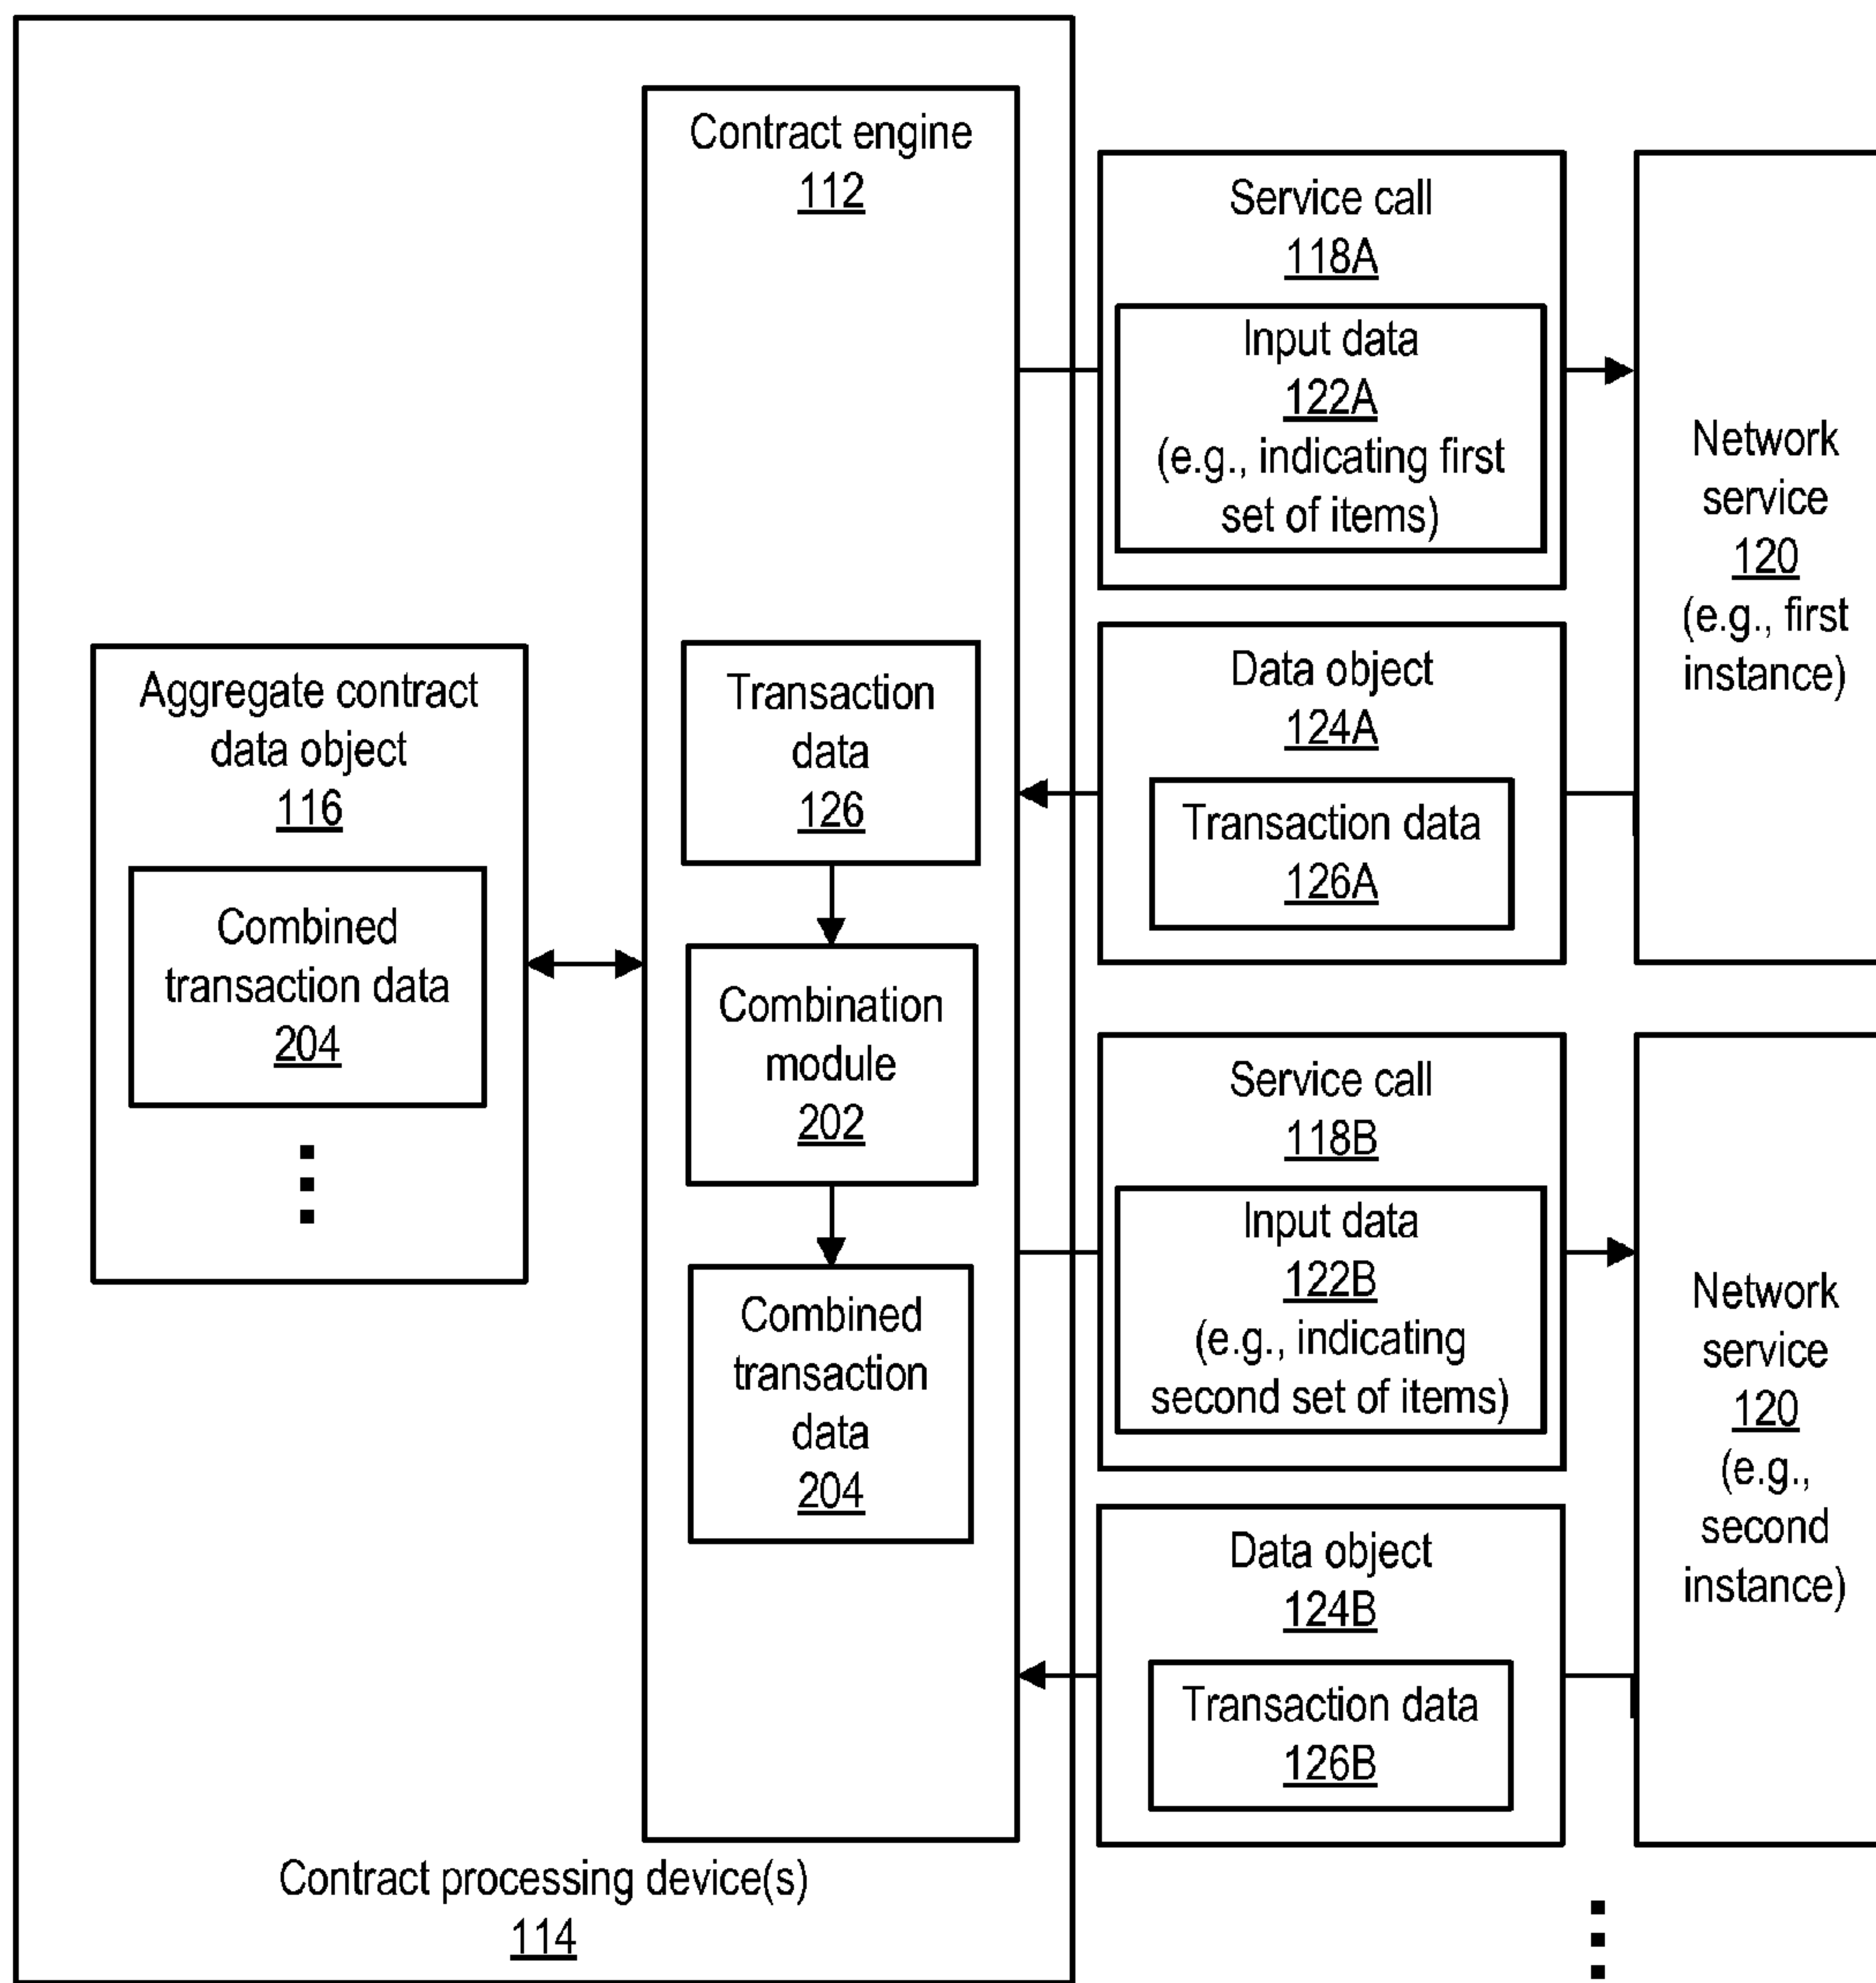 Contract engine
112
Service call
118A
Input data
122A
(e.g., indicating first
set of items)
Network
service
120
(e.g., first
instance)
Data object
124A
Transaction data
126A
Aggregate contract
data object
116
Combined
transaction data
204
Transaction
data
126
Combination
module
202
Combined
transaction
data
204
Service call
118B
Input data
122B
(e.g., indicating
second set of items)
Network
service
120
(e.g.,
second
instance)
Data object
124B
Transaction data
126B
Contract processing device(s)
114